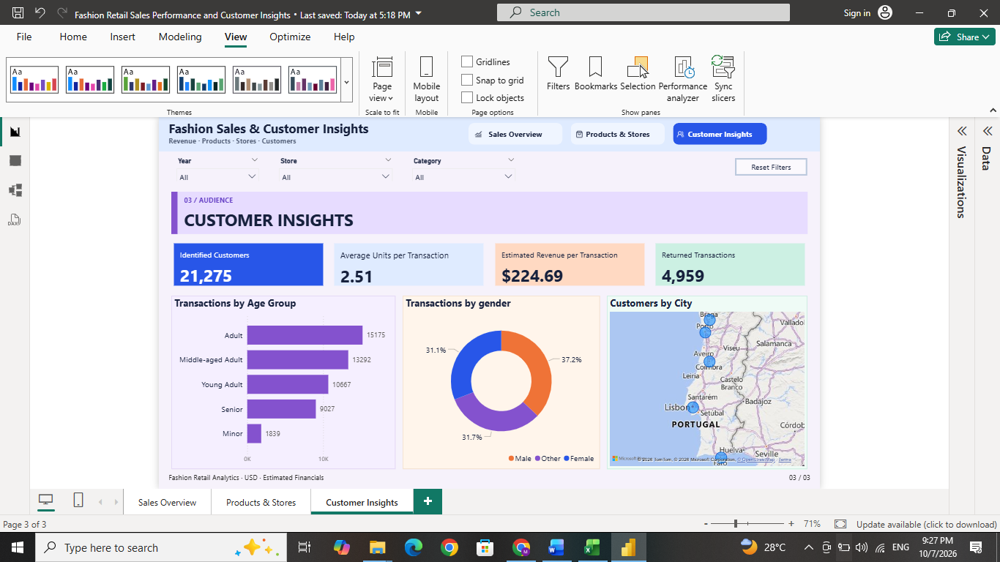 Fashion Retail Sales Performance and Customer Insights • Last saved: Today at 5:18 PM
Search
Sign in
File
Home
Insert
Modeling
View
Optimize
Help
Share
Aa
Aa
Aa
Aa
Aa
Aa
Themes
Page view
Scale to fit
Mobile layout
Mobile
Gridlines
Snap to grid
Lock objects
Page options
Filters
Bookmarks
Selection
Performance analyzer
Sync slicers
Show panes
DAX
Fashion Sales & Customer Insights
Revenue · Products · Stores · Customers
Sales Overview
Products & Stores
Customer Insights
Year
All
Store
All
Category
All
Reset Filters
03 / AUDIENCE
CUSTOMER INSIGHTS
Identified Customers
21,275
Average Units per Transaction
2.51
Estimated Revenue per Transaction
$224.69
Returned Transactions
4,959
Transactions by Age Group
Adult 15175
Middle-aged Adult 13292
Young Adult 10667
Senior 9027
Minor 1839
0K 10K
Transactions by gender
31.1%
37.2%
31.7%
Male Other Female
Customers by City
Braga
Porto
Valladol
Viseu
Salamanca
Aveiro
Coimbra
Leiria
Castelo Branco
Santarém
Lisbon
Badajoz
Setúbal
PORTUGAL
Córdob
Huelva
Seville
Faro
© 2026 TomTom, © 2026 Microsoft Corporation, © OpenStreetMap Terms
Fashion Retail Analytics · USD · Estimated Financials
03 / 03
Visualizations
Data
Sales Overview
Products & Stores
Customer Insights
Page 3 of 3
71%
Update available (click to download)
Type here to search
28°C
ENG
9:27 PM
10/7/2026